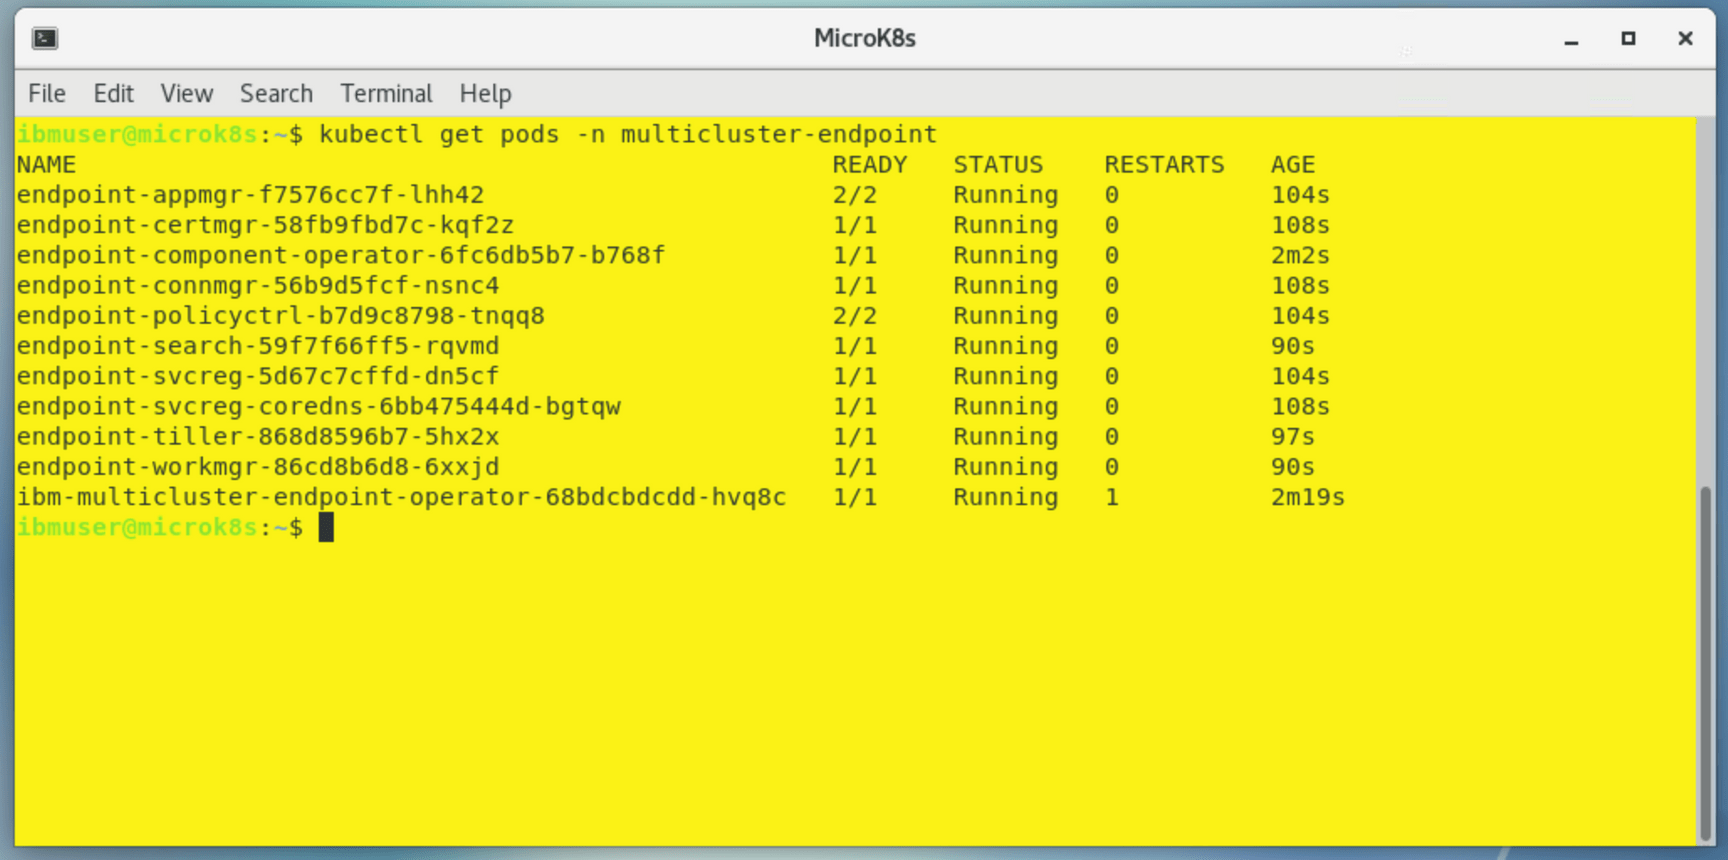 MicroK8s
File Edit View Search Terminal Help
ibmuser@microk8s:~$ kubectl get pods -n multicluster-endpoint
NAME READY STATUS RESTARTS AGE
endpoint-appmgr-f7576cc7f-lhh42 2/2 Running 0 104s
endpoint-certmgr-58fb9fbd7c-kqf2z 1/1 Running 0 108s
endpoint-component-operator-6fc6db5b7-b768f 1/1 Running 0 2m2s
endpoint-connmgr-56b9d5fcf-nsnc4 1/1 Running 0 108s
endpoint-policyctrl-b7d9c8798-tnqq8 2/2 Running 0 104s
endpoint-search-59f7f66ff5-rqvmd 1/1 Running 0 90s
endpoint-svcreg-5d67c7cffd-dn5cf 1/1 Running 0 104s
endpoint-svcreg-coredns-6bb475444d-bgtqw 1/1 Running 0 108s
endpoint-tiller-868d8596b7-5hx2x 1/1 Running 0 97s
endpoint-workmgr-86cd8b6d8-6xxjd 1/1 Running 0 90s
ibm-multicluster-endpoint-operator-68bdcbdcdd-hvq8c 1/1 Running 1 2m19s
ibmuser@microk8s:~$